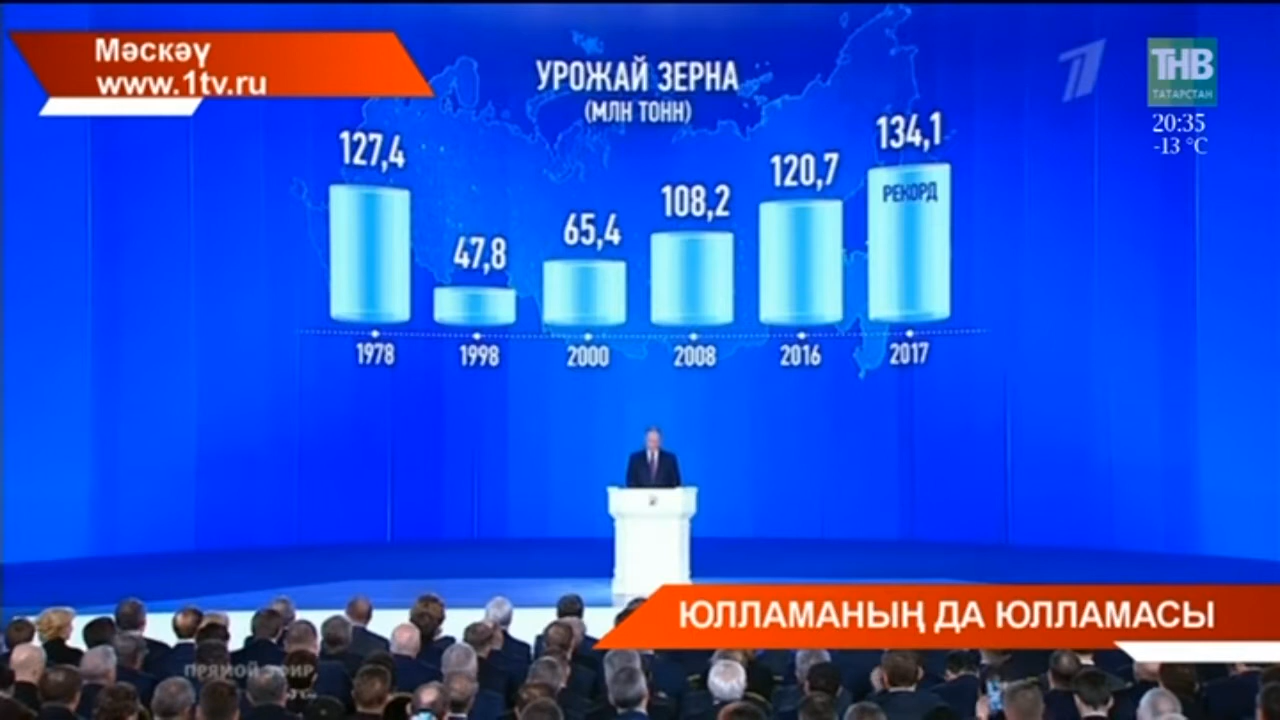 Мәскәү
www.1tv.ru
УРОЖАЙ ЗЕРНА
(МЛН ТОНН)
127,4
47,8
65,4
108,2
120,7
134,1
РЕКОРД
1978
1998
2000
2008
2016
2017
1
ТНВ
ТАТАРСТАН
20:35
-13 °C
ЮЛЛАМАНЫҢ ДА ЮЛЛАМАСЫ
ПРЯМОЙ ЭФИР